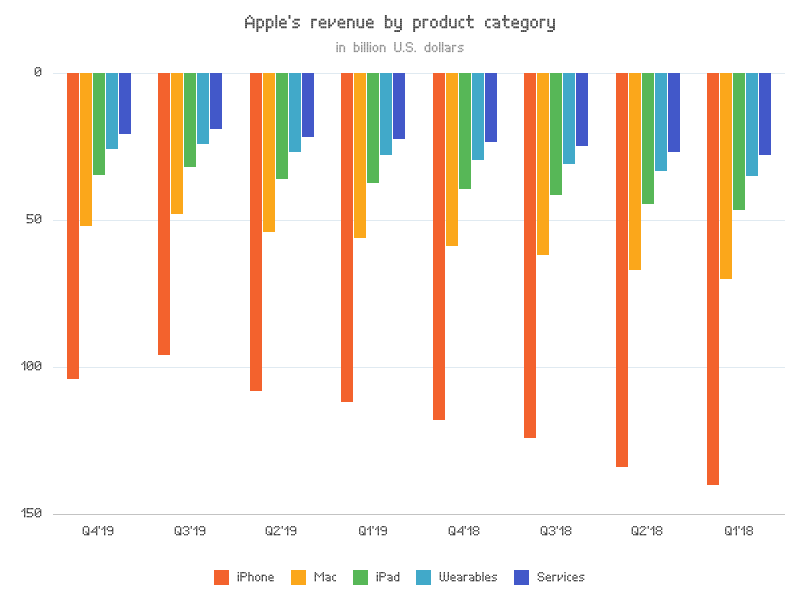 Apple's revenue by product category
in billion U.S. dollars
0
50
100
150
Q4'19 Q3'19 Q2'19 Q1'19 Q4'18 Q3'18 Q2'18 Q1'18
iPhone Mac iPad Wearables Services